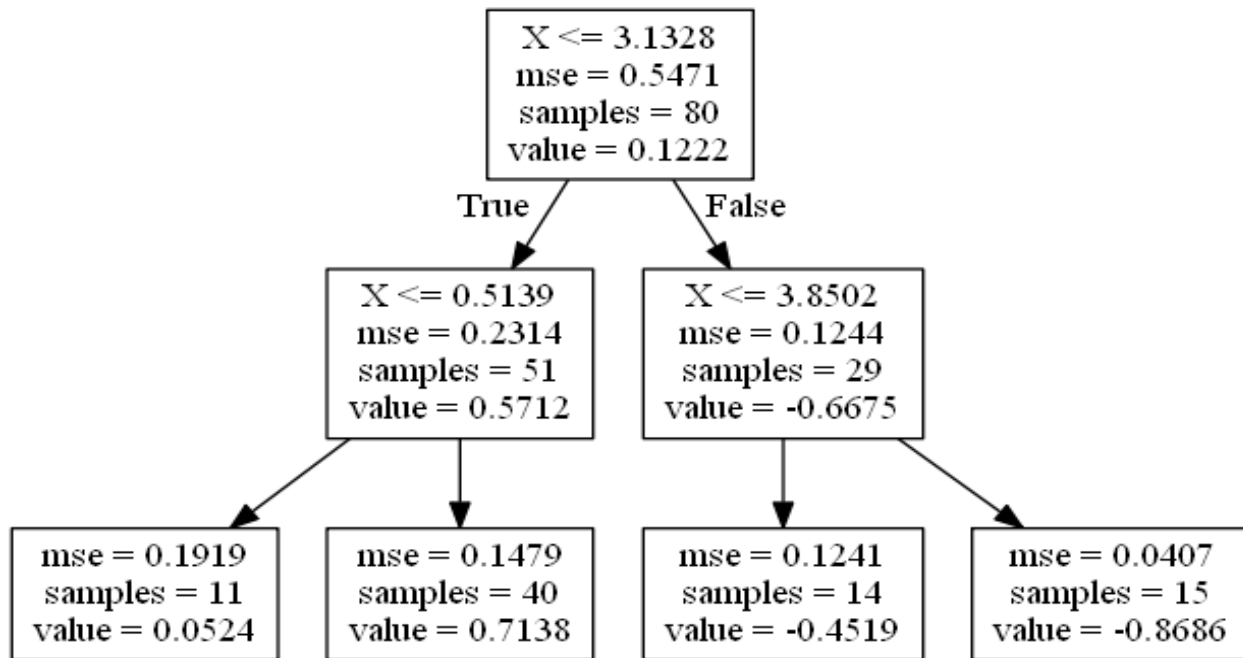 X <= 3.1328
mse = 0.5471
samples = 80
value = 0.1222
True
False
X <= 0.5139
mse = 0.2314
samples = 51
value = 0.5712
X <= 3.8502
mse = 0.1244
samples = 29
value = -0.6675
mse = 0.1919
samples = 11
value = 0.0524
mse = 0.1479
samples = 40
value = 0.7138
mse = 0.1241
samples = 14
value = -0.4519
mse = 0.0407
samples = 15
value = -0.8686